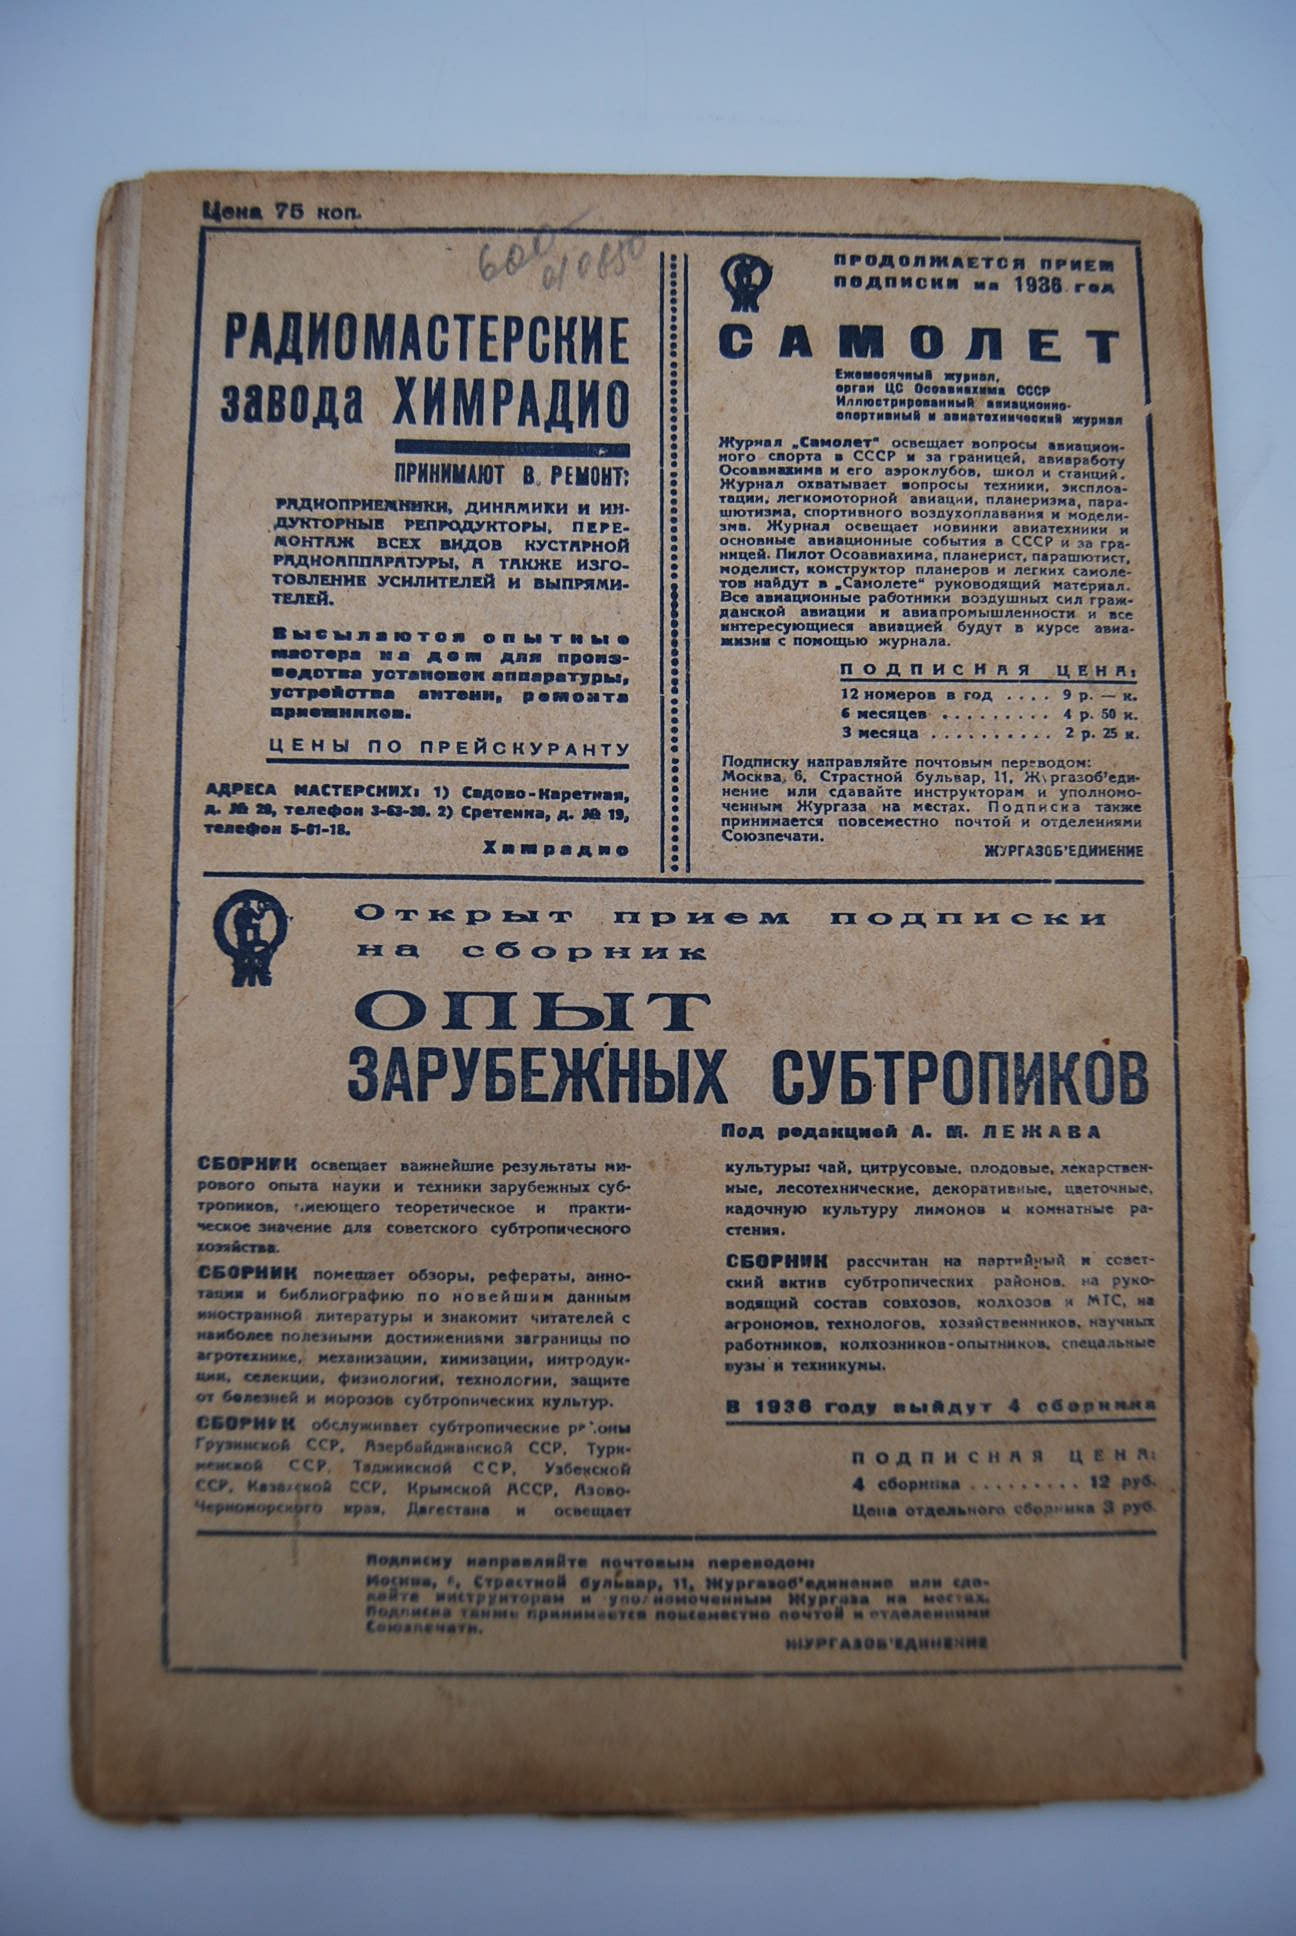 Цена 75 коп.
600-
РАДИОМАСТЕРСКИЕ
завода ХИМРАДИО
ПРИНИМАЮТ В РЕМОНТ:
РАДИОПРИЕМНИКИ, ДИНАМИКИ И ИН-
ДУКТОРНЫЕ РЕПРОДУКТОРЫ, ПЕРЕ-
МОНТАЖ ВСЕХ ВИДОВ КУСТАРНОЙ
РАДИОАППАРАТУРЫ, А ТАКЖЕ ИЗГО-
ТОВЛЕНИЕ УСИЛИТЕЛЕЙ И ВЫПРЯМИ-
ТЕЛЕЙ.
Высылаются опытные
мастера на дом для произ-
водства установок аппаратуры,
устройства антенн, ремонта
приемников.
ЦЕНЫ ПО ПРЕЙСКУРАНТУ
АДРЕСА МАСТЕРСКИХ: 1) Садово-Каретная,
д. № 20, телефон 3-63-30. 2) Сретенка, д. № 19,
телефон 5-61-18.
Химрадио
ПРОДОЛЖАЕТСЯ ПРИЕМ
ПОДПИСКИ на 1936 год
САМОЛЕТ
Ежемесячный журнал,
орган ЦС Осоавиахима СССР
Иллюстрированный авиационно-
спортивный и авиатехнический журнал
Журнал „Самолет" освещает вопросы авиацион-
ного спорта в СССР и за границей, авиаработу
Осоавиахима и его аэроклубов, школ и станций.
Журнал охватывает вопросы техники, эксплоа-
тации, легкомоторной авиации, планеризма, пара-
шютизма, спортивного воздухоплавания и модели-
зма. Журнал освещает новинки авиатехники и
основные авиационные события в СССР и за гра-
ницей. Пилот Осоавиахима, планерист, парашютист,
моделист, конструктор планеров и легких самоле-
тов найдут в „Самолете" руководящий материал.
Все авиационные работники воздушных сил граж-
данской авиации и авиапромышленности и все
интересующиеся авиацией будут в курсе авиа-
жизни с помощью журнала.
ПОДПИСНАЯ ЦЕНА:
12 номеров в год .... 9 р. — к.
6 месяцев ......... 4 р. 50 к.
3 месяца .......... 2 р. 25 к.
Подписку направляйте почтовым переводом:
Москва, 6, Страстной бульвар, 11, Жургазоб'еди-
нение или сдавайте инструкторам и уполномо-
ченным Жургаза на местах. Подписка также
принимается повсеместно почтой и отделениями
Союзпечати.
ЖУРГАЗОБ'ЕДИНЕНИЕ
Ж
Открыт прием подписки
на сборник
ОПЫТ
ЗАРУБЕЖНЫХ СУБТРОПИКОВ
Под редакцией А. М. ЛЕЖАВА
СБОРНИК освещает важнейшие результаты ми-
рового опыта науки и техники зарубежных суб-
тропиков, имеющего теоретическое и практи-
ческое значение для советского субтропического
хозяйства.
СБОРНИК помещает обзоры, рефераты, анно-
тации и библиографию по новейшим данным
иностранной литературы и знакомит читателей с
наиболее полезными достижениями заграницы по
агротехнике, механизации, химизации, интродук-
ции, селекции, физиологии, технологии, защите
от болезней и морозов субтропических культур.
СБОРНИК обслуживает субтропические районы
Грузинской ССР, Азербайджанской ССР, Турк-
менской ССР, Таджикской ССР, Узбекской
ССР, Казахской ССР, Крымской АССР, Азово-
Черноморского края, Дагестана и освещает
культуры: чай, цитрусовые, плодовые, лекарствен-
ные, лесотехнические, декоративные, цветочные,
кадочную культуру лимонов и комнатные ра-
стения.
СБОРНИК рассчитан на партийный и совет-
ский актив субтропических районов, на руко-
водящий состав совхозов, колхозов и МТС, на
агрономов, технологов, хозяйственников, научных
работников, колхозников-опытников, специальные
вузы и техникумы.
В 1936 году выйдут 4 сборника
ПОДПИСНАЯ ЦЕНА:
4 сборника ......... 12 руб.
Цена отдельного сборника 3 руб.
Подписку направляйте почтовым переводом:
Москва, 6, Страстной бульвар, 11, Жургазоб'единение или сда-
вайте инструкторам и уполномоченным Жургаза на местах.
Подписка также принимается повсеместно почтой и отделениями
Союзпечати.
ЖУРГАЗОБ'ЕДИНЕНИЕ